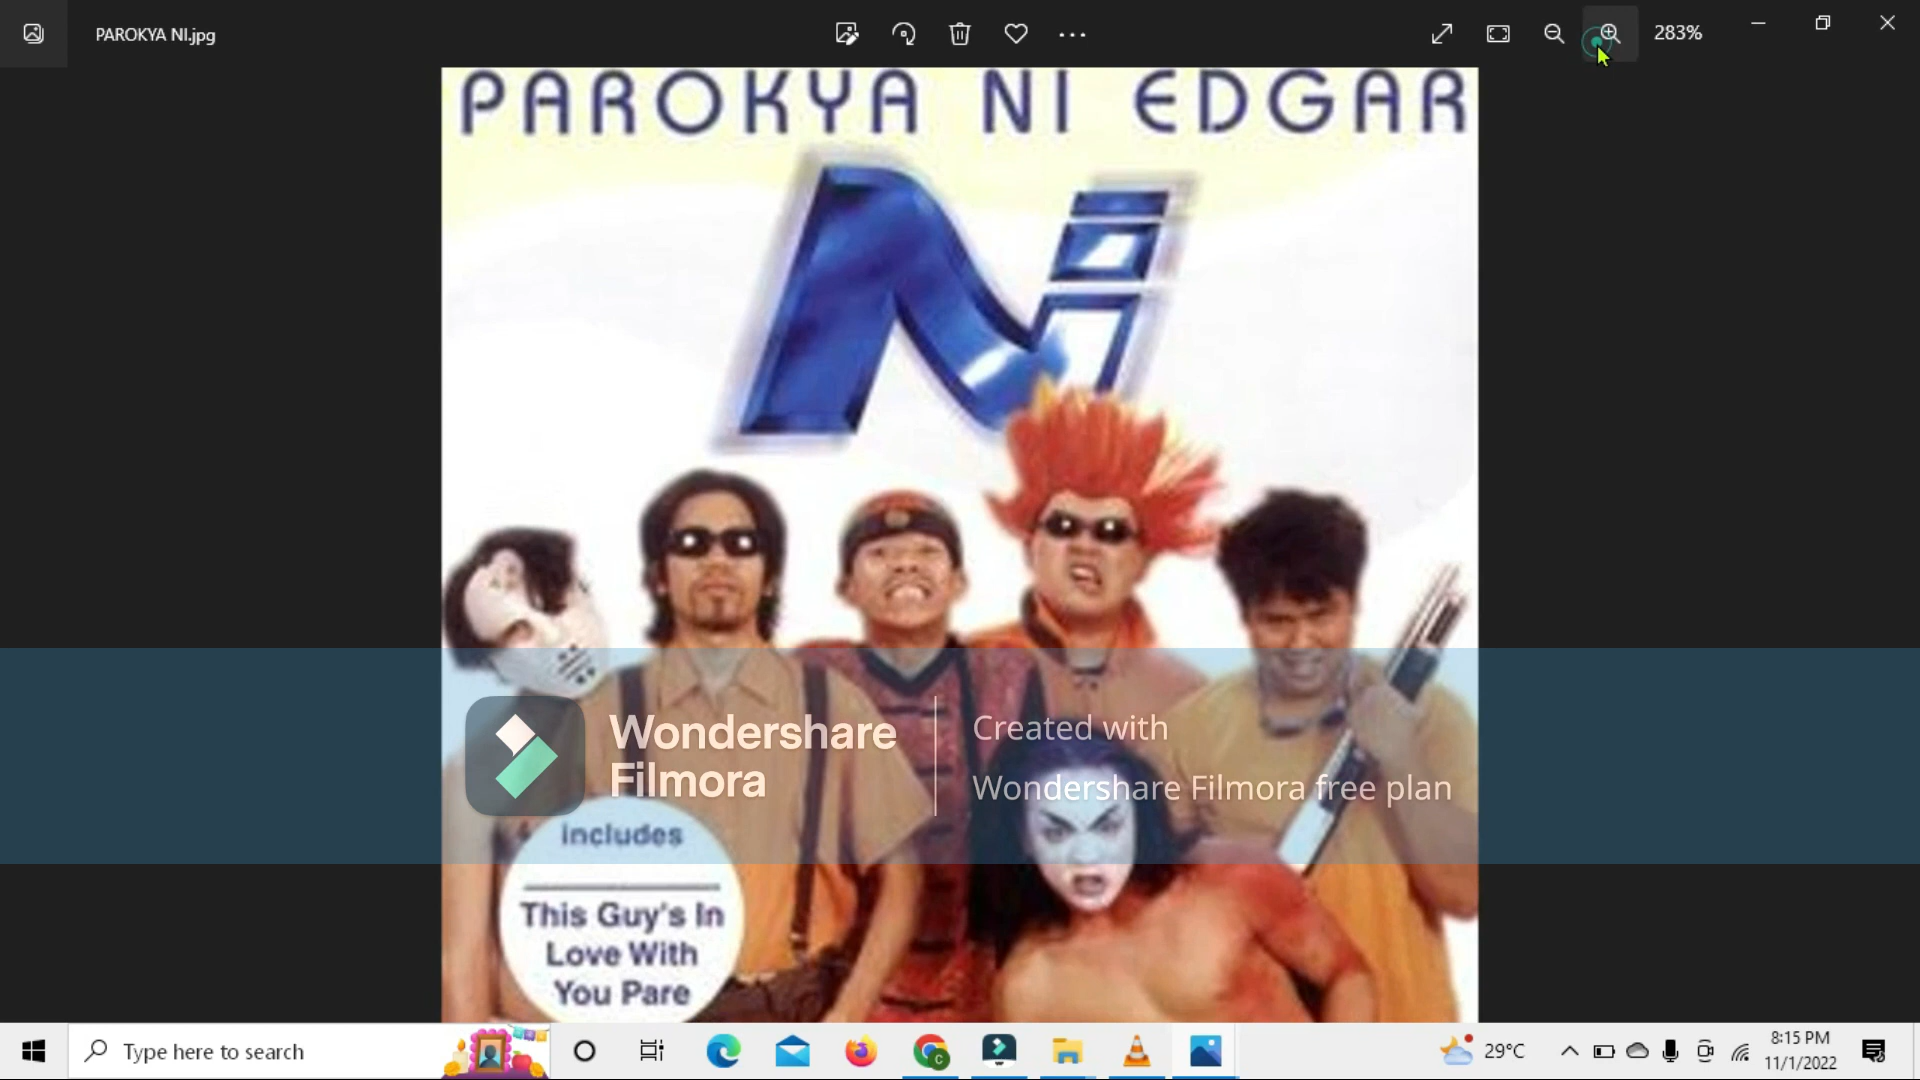 PAROKYA NI.jpg
283%
PAROKYA NI EDGAR
Ni
Wondershare
Filmora
Created with
Wondershare Filmora free plan
includes
This Guy's In
Love With
You Pare
Type here to search
29°C
8:15 PM
11/1/2022